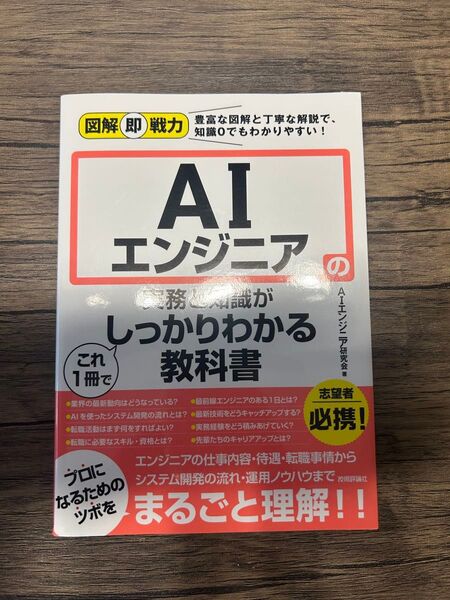 図解即戦力
豊富な図解と丁寧な解説で、
知識0でもわかりやすい!
AI
エンジニアの
実務と知識が
しっかりわかる
教科書
これ
1冊で
AIエンジニア研究会 著
志望者
必携!
●業界の最新動向はどうなっている?
●AIを使ったシステム開発の流れとは?
●転職活動はまず何をすればよい?
●転職に必要なスキル・資格とは?
●最前線エンジニアのある1日とは?
●最新技術をどうキャッチアップする?
●実務経験をどう積みあげていく?
●先輩たちのキャリアアップとは?
プロに
なるための
ツボを
エンジニアの仕事内容・待遇・転職事情から
システム開発の流れ・運用ノウハウまで
技術評論社
まるごと理解!!